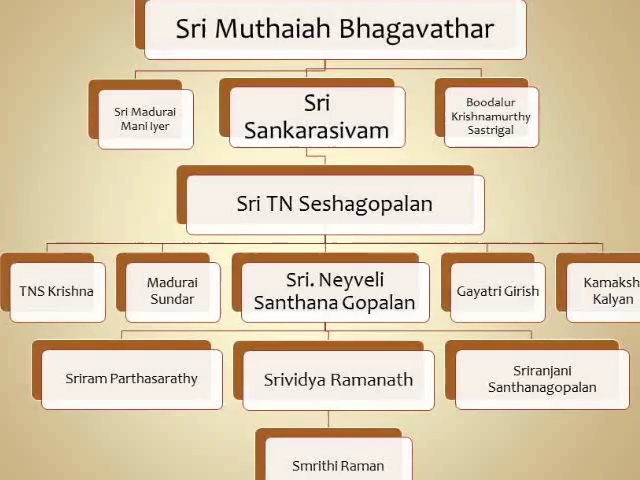 Sri Muthaiah Bhagavathar
Sri Madurai
Mani Iyer
Sri
Sankarasivam
Boodalur
Krishnamurthy
Sastrigal
Sri TN Seshagopalan
TNS Krishna
Madurai
Sundar
Sri. Neyveli
Santhana Gopalan
Gayatri Girish
Kamaksh
Kalyan
Sriram Parthasarathy
Srividya Ramanath
Sriranjani
Santhanagopalan
Smrithi Raman